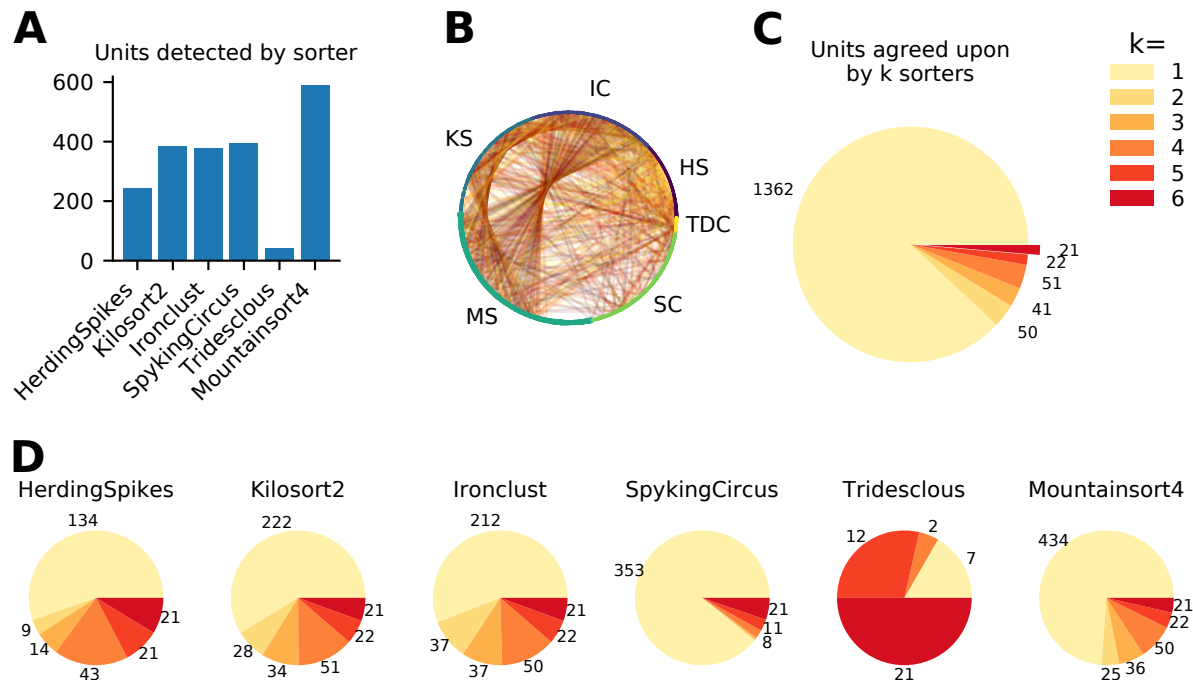 A
Units detected by sorter
600
400
200
0
HerdingSpikes
Kilosort2
Ironclust
SpykingCircus
Tridesclous
Mountainsort4
B
IC
KS
HS
TDC
SC
MS
C
Units agreed upon
by k sorters
k=
1
2
3
4
5
6
1362
21
22
51
41
50
D
HerdingSpikes
134
9
14
43
21
21
Kilosort2
222
28
34
51
22
21
Ironclust
212
37
37
50
22
21
SpykingCircus
353
21
11
8
Tridesclous
12
2
7
21
Mountainsort4
434
25
36
50
22
21